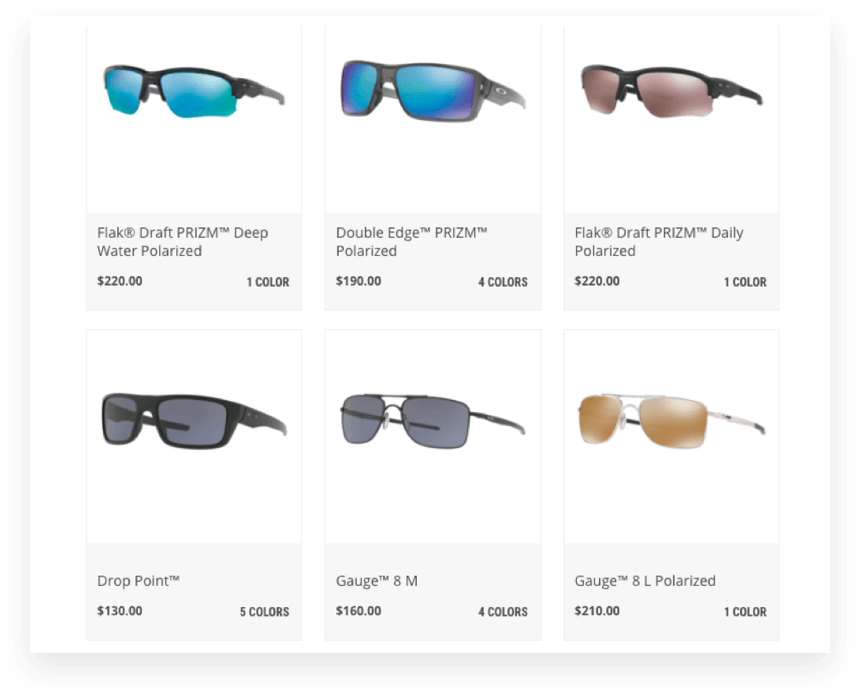 Flak® Draft PRIZM™ Deep
Water Polarized
$220.00
1 COLOR
Double Edge™ PRIZM™
Polarized
$190.00
4 COLORS
Flak® Draft PRIZM™ Daily
Polarized
$220.00
1 COLOR
Drop Point™
$130.00
5 COLORS
Gauge™ 8 M
$160.00
4 COLORS
Gauge™ 8 L Polarized
$210.00
1 COLOR